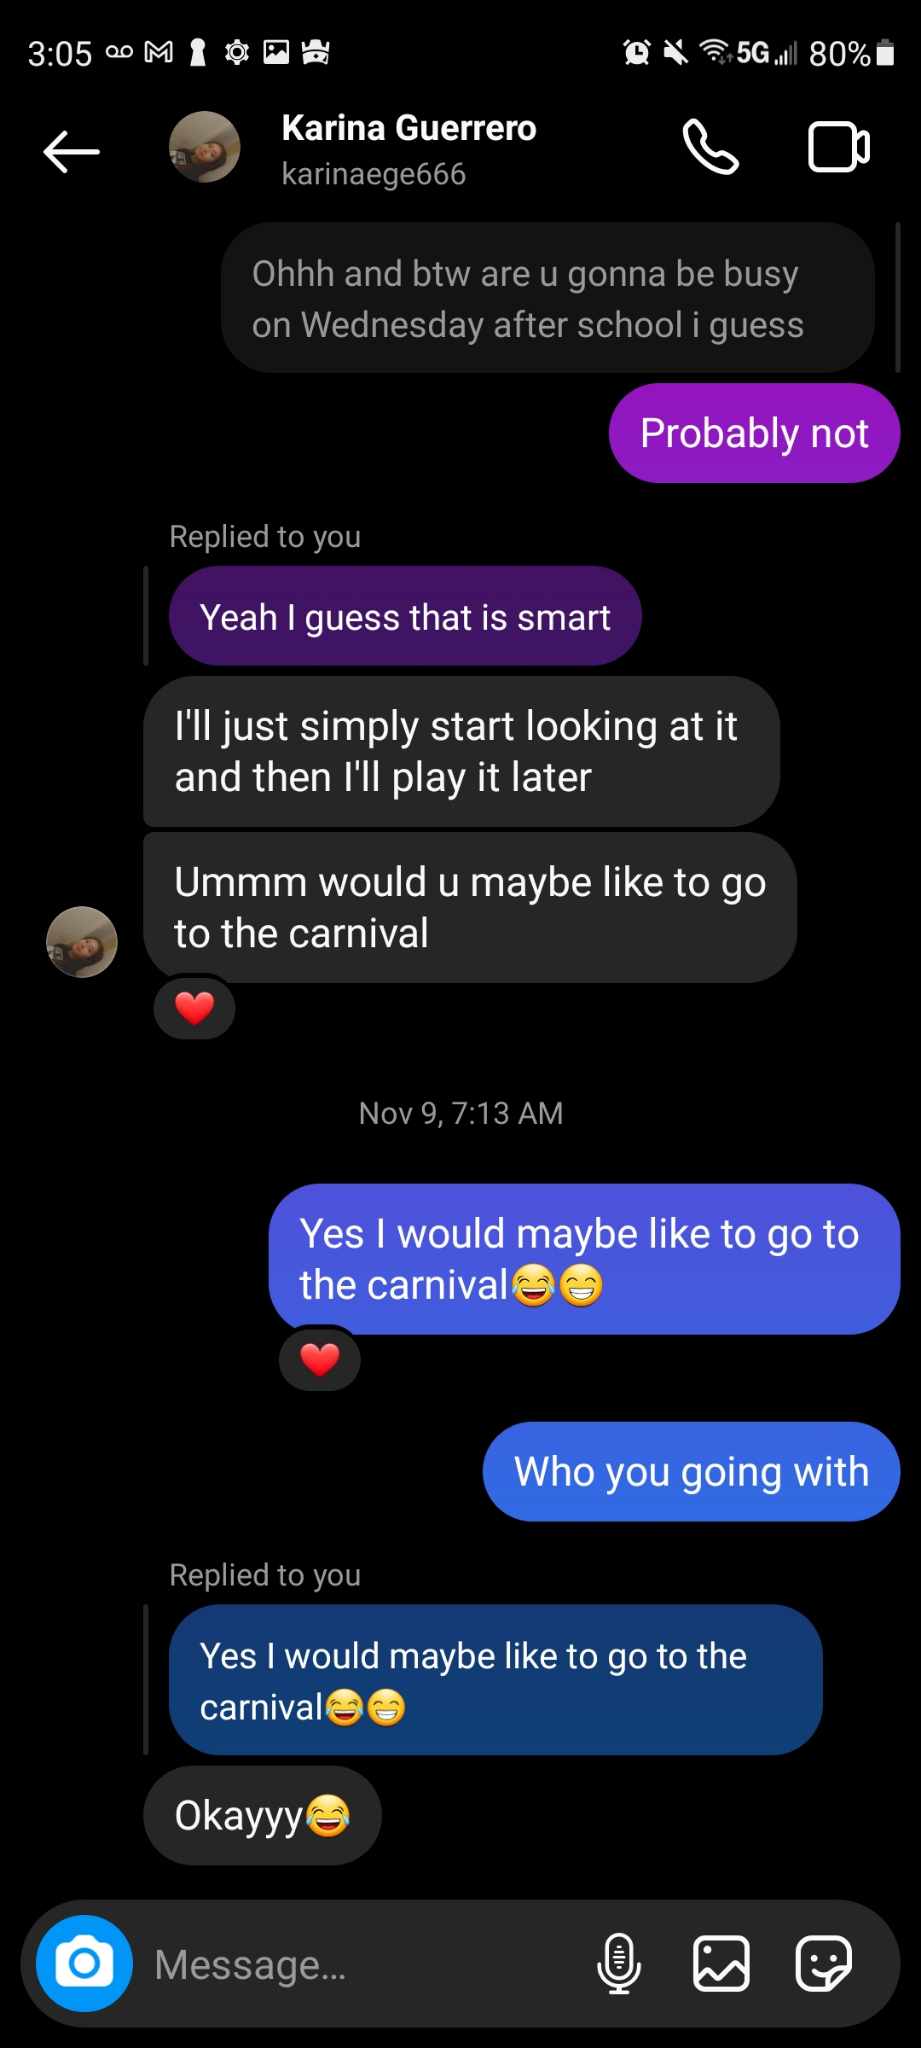 3:05 5G 80%
Karina Guerrero
karinaege666
Ohhh and btw are u gonna be busy
on Wednesday after school i guess
Probably not
Replied to you
Yeah I guess that is smart
I'll just simply start looking at it
and then I'll play it later
Ummm would u maybe like to go
to the carnival
❤️
Nov 9, 7:13 AM
Yes I would maybe like to go to
the carnival😂😁
❤️
Who you going with
Replied to you
Yes I would maybe like to go to the
carnival😂😁
Okayyy😂
Message...